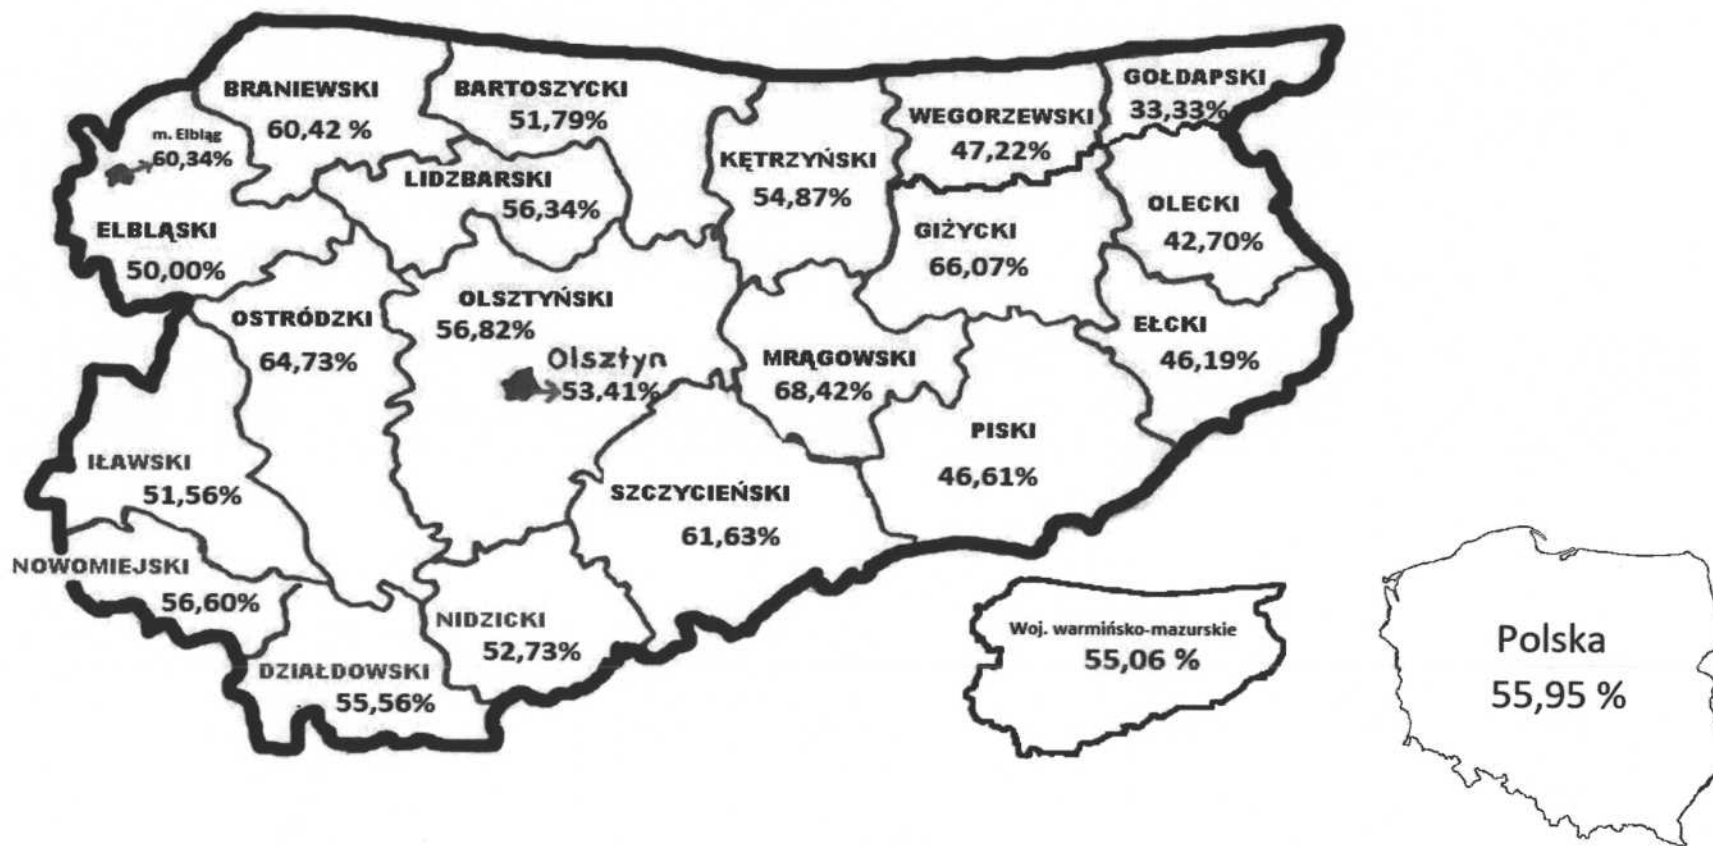 BRANIEWSKI
60,42 %
BARTOSZYCKI
51,79%
GOŁDAPSKI
33,33%
WEGORZEWSKI
47,22%
m. Elbląg
60,34%
KĘTRZYŃSKI
54,87%
LIDZBARSKI
56,34%
OLECKI
42,70%
ELBLĄSKI
50,00%
GIŻYCKI
66,07%
OLSZTYŃSKI
56,82%
OSTRÓDZKI
64,73%
EŁCKI
46,19%
Olsztyn
53,41%
MRĄGOWSKI
68,42%
PISKI
46,61%
IŁAWSKI
51,56%
SZCZYCIEŃSKI
61,63%
NOWOMIEJSKI
56,60%
NIDZICKI
52,73%
DZIAŁDOWSKI
55,56%
Woj. warmińsko-mazurskie
55,06 %
Polska
55,95 %